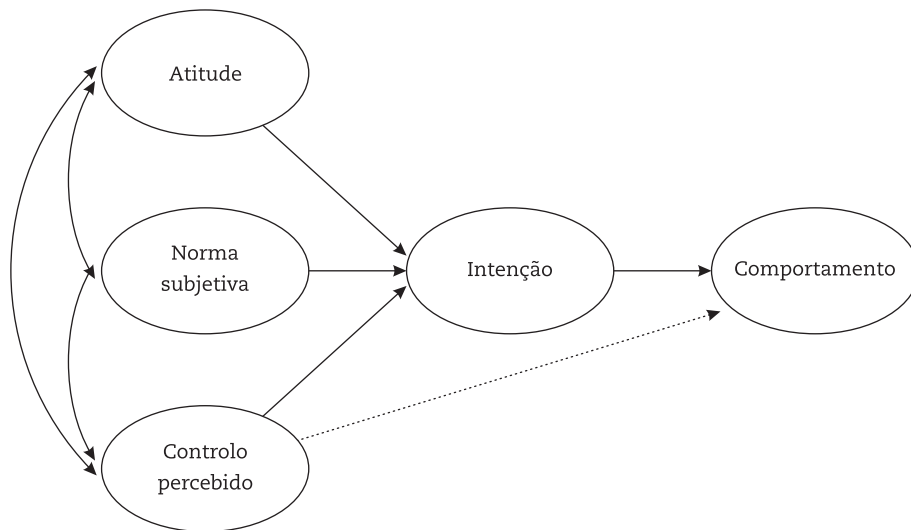 Atitude
Norma
subjetiva
Intenção
Comportamento
Controlo
percebido